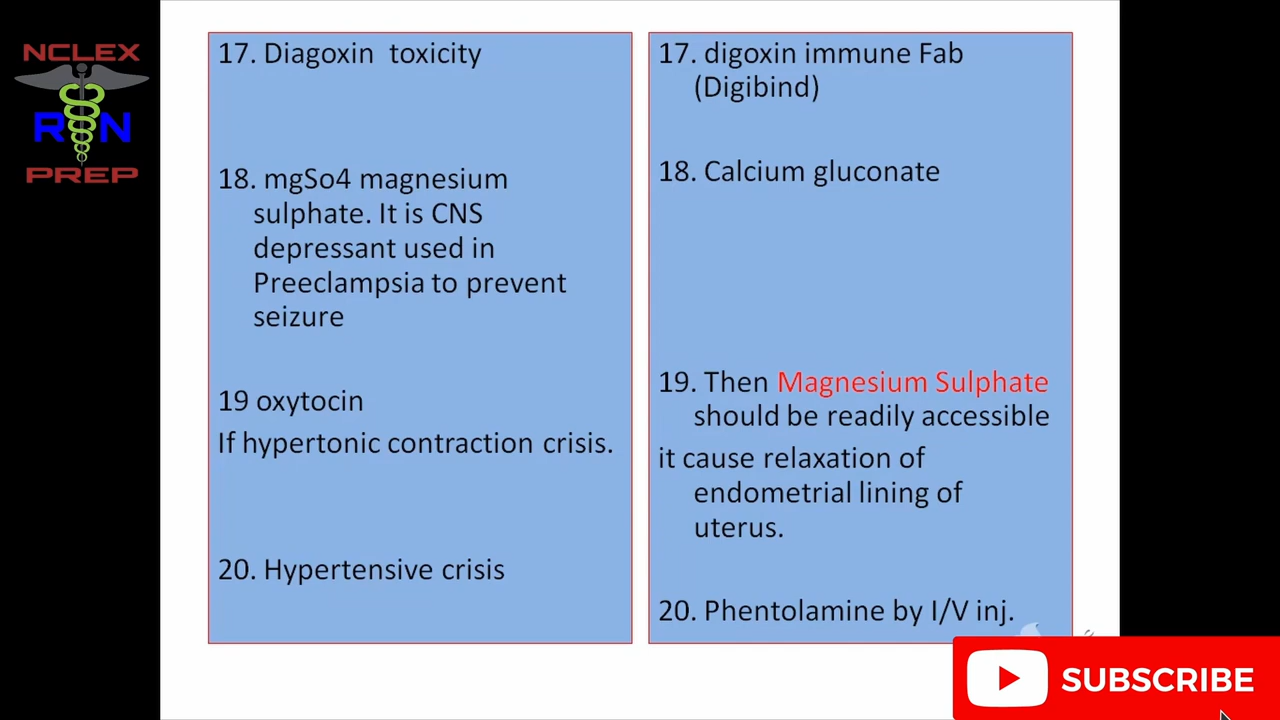 NCLEX
RN
PREP
17. Diagoxin toxicity
18. mgSo4 magnesium
sulphate. It is CNS
depressant used in
Preeclampsia to prevent
seizure
19 oxytocin
If hypertonic contraction crisis.
20. Hypertensive crisis
17. digoxin immune Fab
(Digibind)
18. Calcium gluconate
19. Then Magnesium Sulphate
should be readily accessible
it cause relaxation of
endometrial lining of
uterus.
20. Phentolamine by I/V inj.
SUBSCRIBE